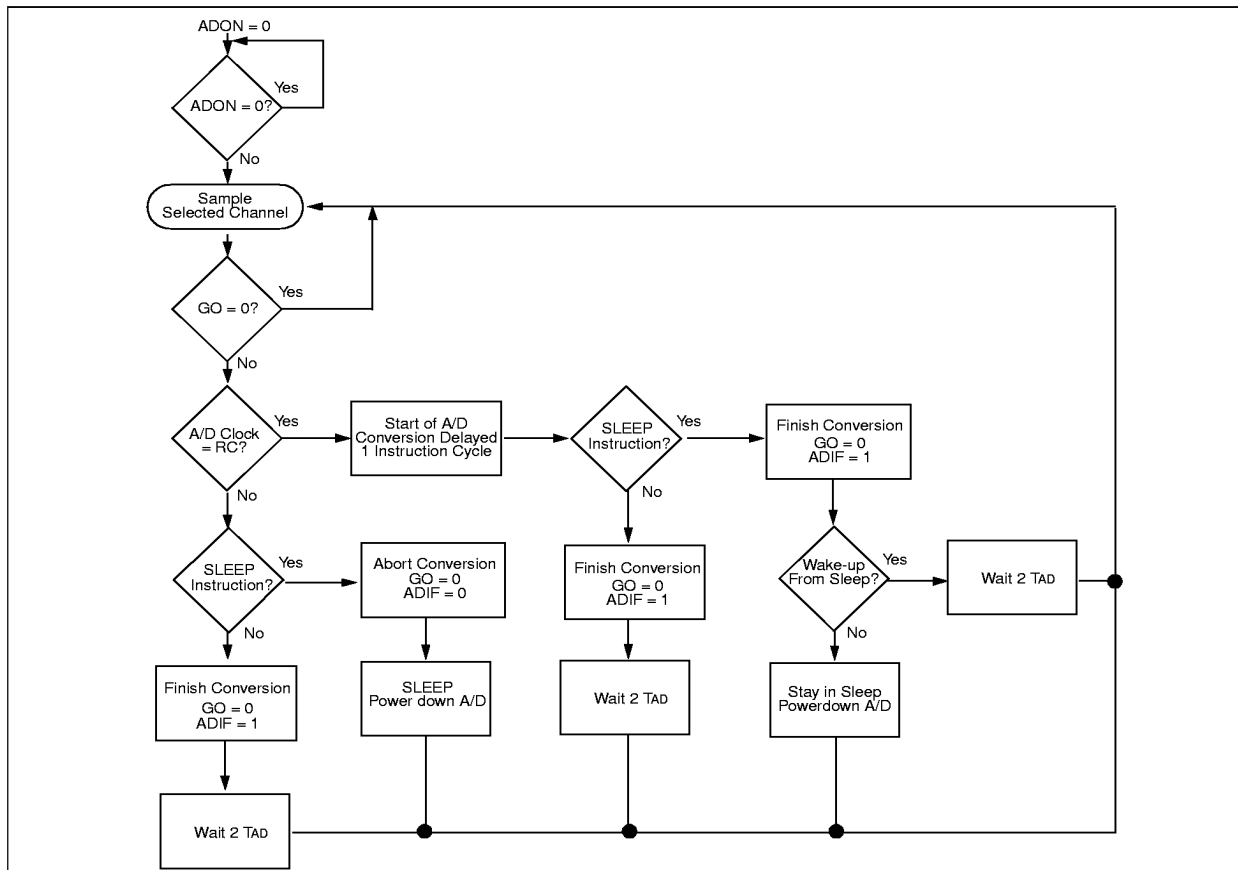 ADON = 0
Yes
ADON = 0?
No
Sample
Selected Channel
Yes
GO = 0?
No
Yes
A/D Clock
= RC?
No
Start of A/D
Conversion Delayed
1 Instruction Cycle
SLEEP
Instruction?
Yes
No
Finish Conversion
GO = 0
ADIF = 1
SLEEP
Instruction?
Yes
No
Abort Conversion
GO = 0
ADIF = 0
Finish Conversion
GO = 0
ADIF = 1
Wake-up
From Sleep?
Yes
No
Wait 2 TAD
Finish Conversion
GO = 0
ADIF = 1
SLEEP
Power down A/D
Wait 2 TAD
Stay in Sleep
Powerdown A/D
Wait 2 TAD